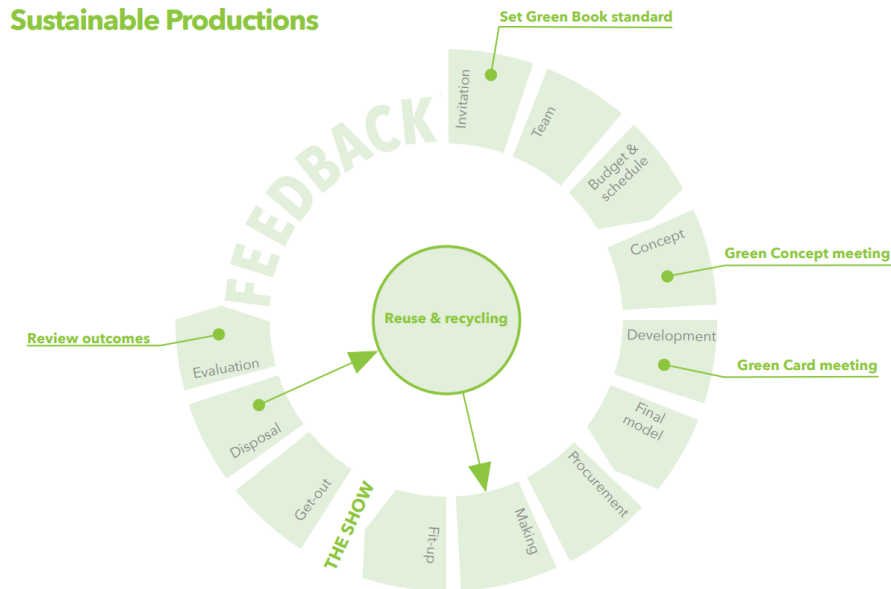 Sustainable Productions
Set Green Book standard
Invitation
Team
Budget &
schedule
Concept
Green Concept meeting
Development
Green Card meeting
Final
model
Procurement
Making
Fit-up
THE SHOW
Get-out
Disposal
Evaluation
Review outcomes
FEEDBACK
Reuse & recycling